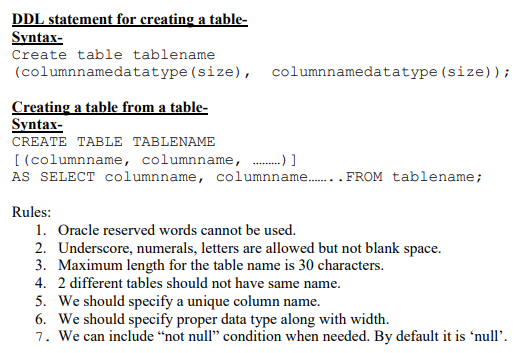 DDL statement for creating a table-
Syntax-
Create table tablename
(columnnamedatatype(size), columnnamedatatype(size));
Creating a table from a table-
Syntax-
CREATE TABLE TABLENAME
[(columnname, columnname, ………)]
AS SELECT columnname, columnname……..FROM tablename;
Rules:
1. Oracle reserved words cannot be used.
2. Underscore, numerals, letters are allowed but not blank space.
3. Maximum length for the table name is 30 characters.
4. 2 different tables should not have same name.
5. We should specify a unique column name.
6. We should specify proper data type along with width.
7. We can include “not null” condition when needed. By default it is ‘null’.